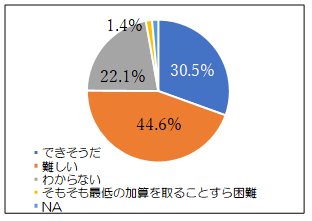 1.4%
30.5%
22.1%
44.6%
できそうだ
難しい
わからない
そもそも最低の加算を取ることすら困難
NA